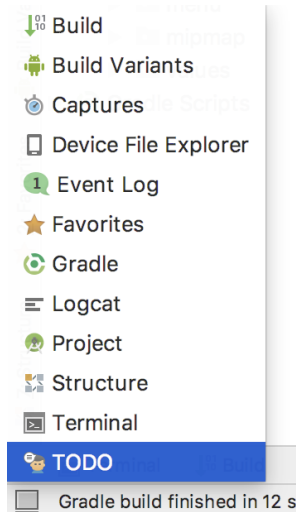 Build
Build Variants
Captures
Device File Explorer
1 Event Log
Favorites
Gradle
Logcat
Project
Structure
Terminal
TODO
Gradle build finished in 12 s